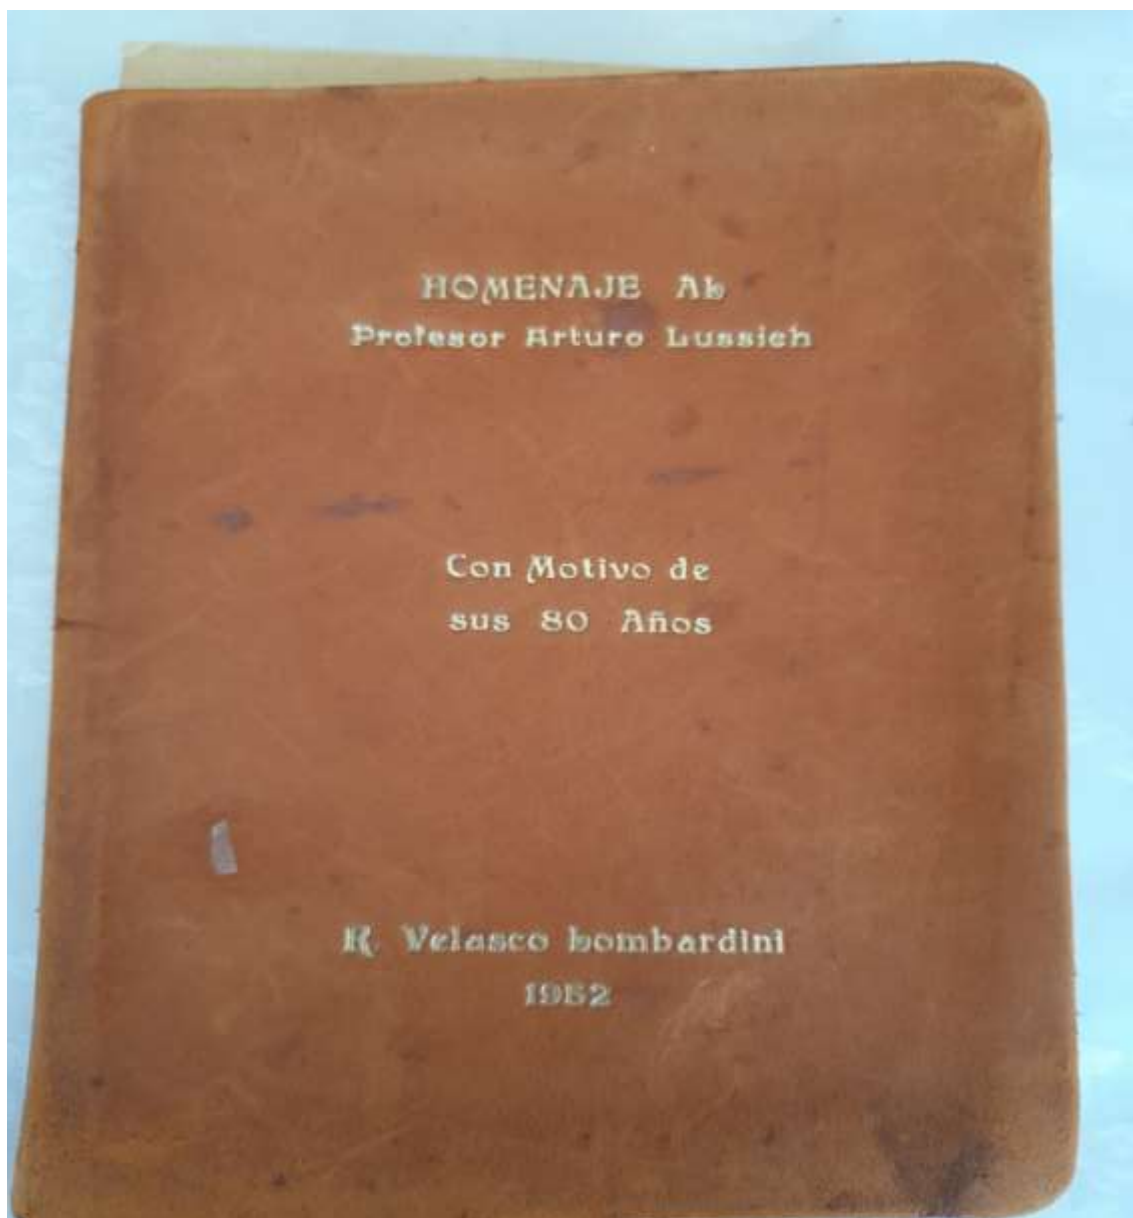 HOMENAJE AL
Profesor Arturo Lussich
Con Motivo de
sus 80 Años
R. Velasco Lombardini
1952